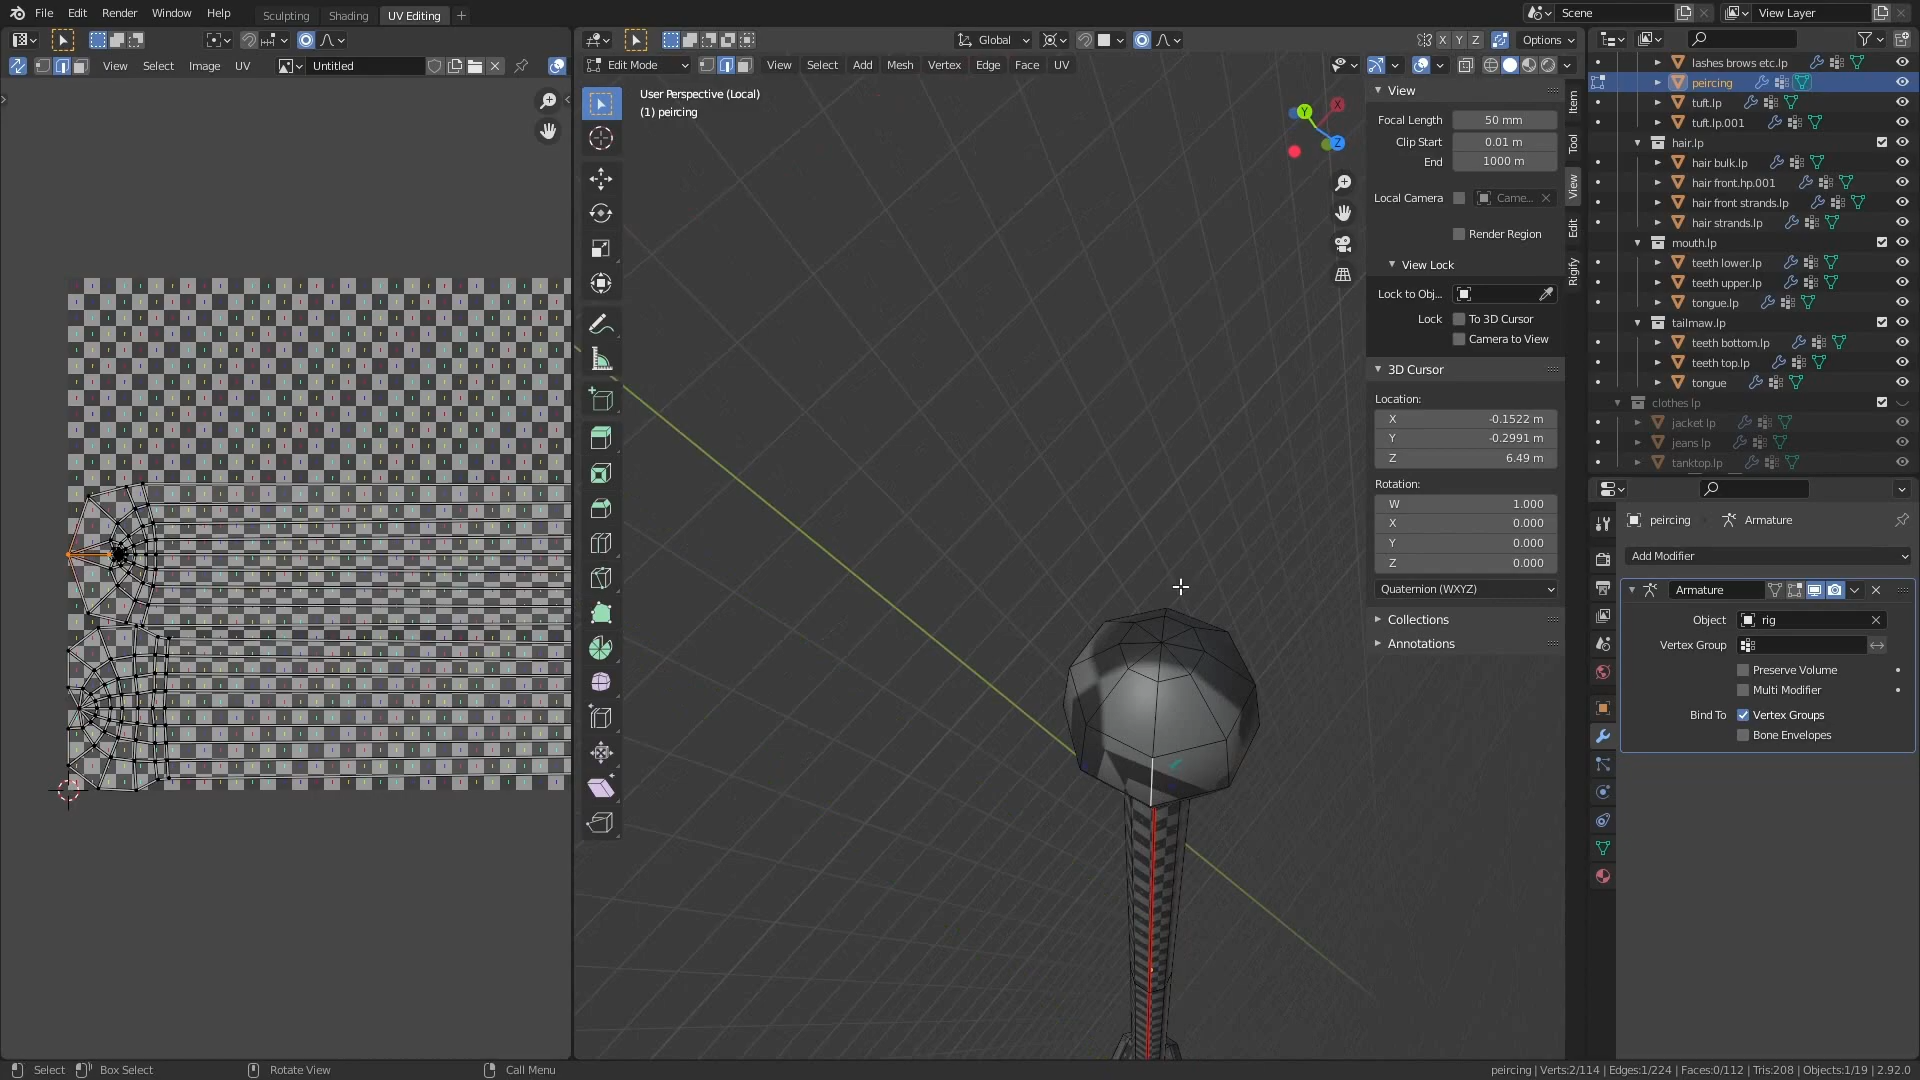 File Edit Render Window Help Sculpting Shading UV Editing + Scene View Layer
Global X Y Z Options
View Select Image UV Untitled
Edit Mode View Select Add Mesh Vertex Edge Face UV
User Perspective (Local)
(1) peircing
X
Y
Z
View
Focal Length 50 mm
Clip Start 0.01 m
End 1000 m
Local Camera Came...
Render Region
View Lock
Lock to Obj...
Lock To 3D Cursor
Camera to View
3D Cursor
Location:
X -0.1522 m
Y -0.2991 m
Z 6.49 m
Rotation:
W 1.000
X 0.000
Y 0.000
Z 0.000
Quaternion (WXYZ)
Collections
Annotations
Item
Tool
View
Edit
Rigify
lashes brows etc.lp
peircing
tuft.lp
tuft.lp.001
hair.lp
hair bulk.lp
hair front.hp.001
hair front strands.lp
hair strands.lp
mouth.lp
teeth lower.lp
teeth upper.lp
tongue.lp
tailmaw.lp
teeth bottom.lp
teeth top.lp
tongue
clothes lp
jacket lp
jeans lp
tanktop.lp
peircing Armature
Add Modifier
Armature
Object rig
Vertex Group
Preserve Volume
Multi Modifier
Bind To Vertex Groups
Bone Envelopes
Select Box Select Rotate View Call Menu
peircing | Verts:2/114 | Edges:1/224 | Faces:0/112 | Tris:208 | Objects:1/19 | 2.92.0